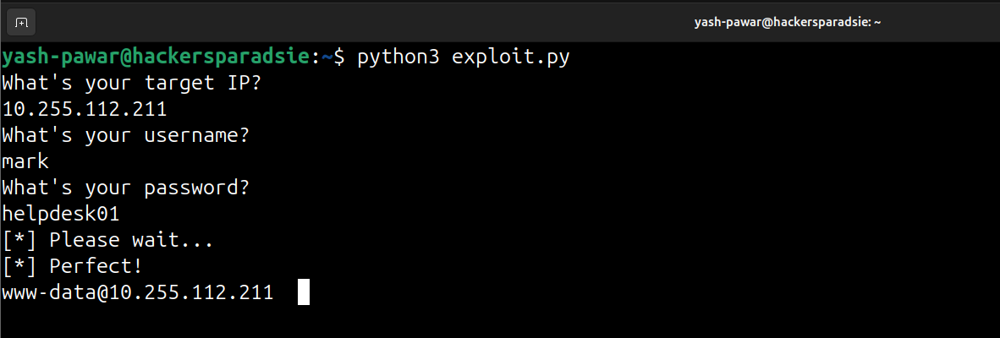 yash-pawar@hackersparadsie: ~
yash-pawar@hackersparadsie:~$ python3 exploit.py
What's your target IP?
10.255.112.211
What's your username?
mark
What's your password?
helpdesk01
[*] Please wait...
[*] Perfect!
www-data@10.255.112.211